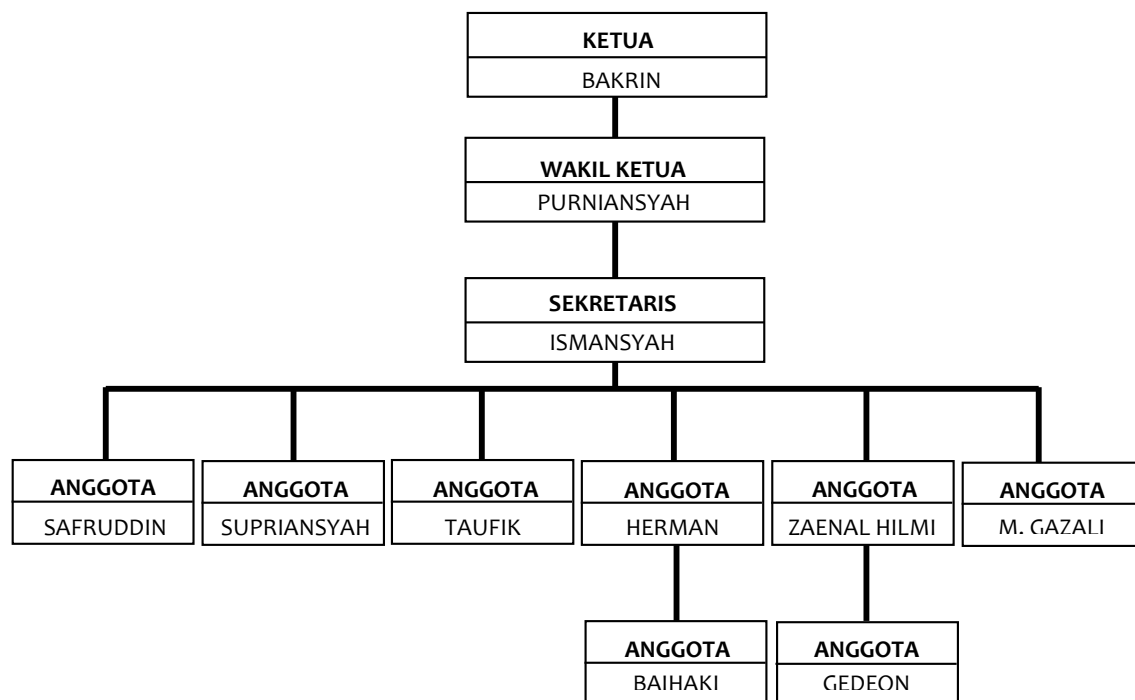 KETUA
BAKRIN
WAKIL KETUA
PURNIANSYAH
SEKRETARIS
ISMANSYAH
ANGGOTA
SAFRUDDIN
ANGGOTA
SUPRIANSYAH
ANGGOTA
TAUFIK
ANGGOTA
HERMAN
ANGGOTA
ZAENAL HILMI
ANGGOTA
M. GAZALI
ANGGOTA
BAIHAKI
ANGGOTA
GEDEON